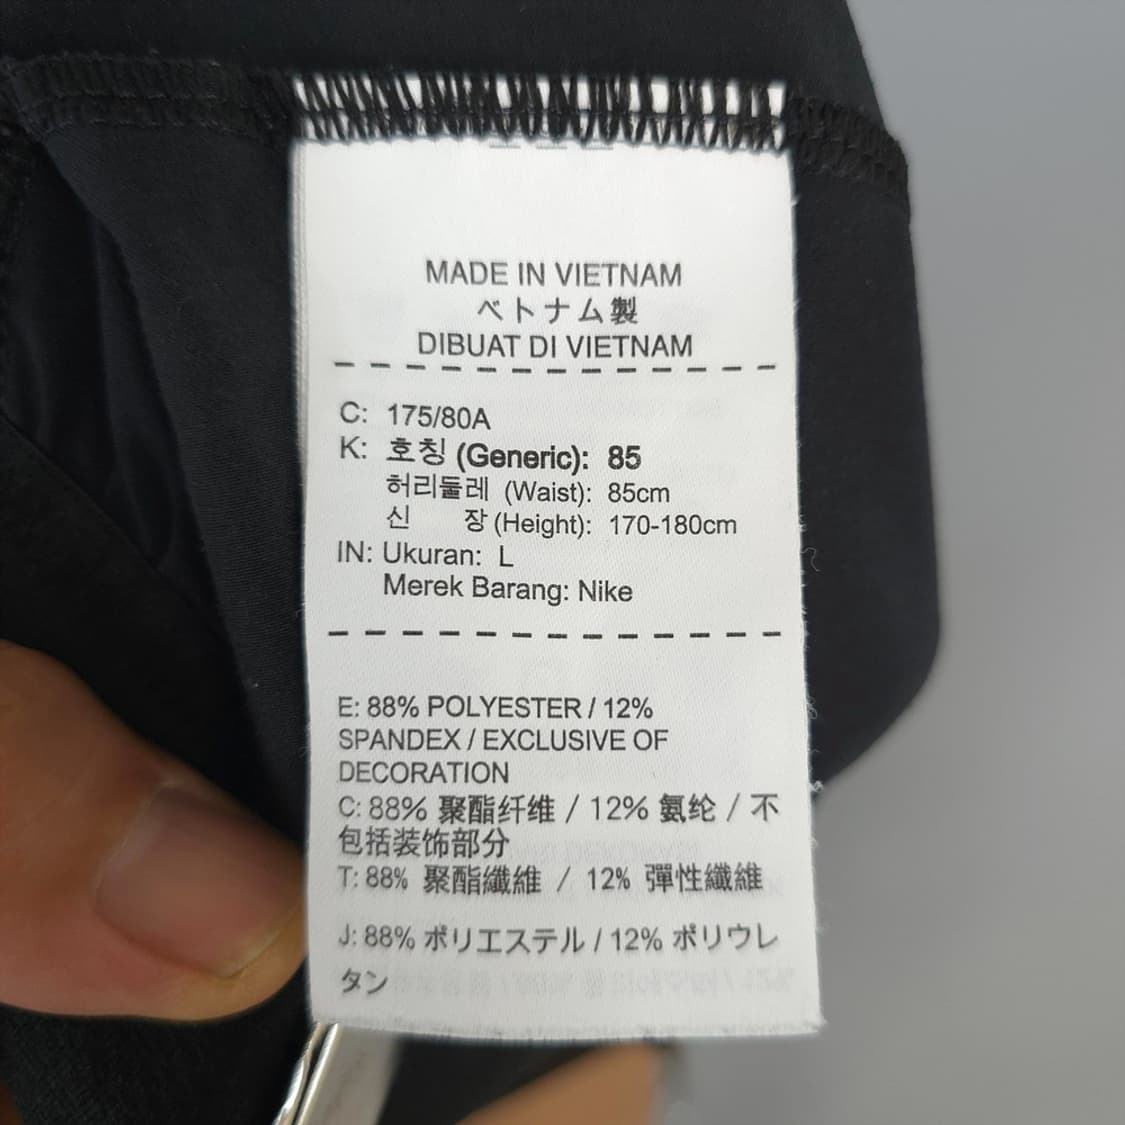 MADE IN VIETNAM
ベトナム製
DIBUAT DI VIETNAM
C: 175/80A
K: 호칭 (Generic): 85
허리둘레 (Waist): 85cm
신 장 (Height): 170-180cm
IN: Ukuran: L
Merek Barang: Nike
E: 88% POLYESTER / 12%
SPANDEX / EXCLUSIVE OF
DECORATION
C: 88% 聚酯纤维 / 12% 氨纶 / 不
包括装饰部分
T: 88% 聚酯纖維 / 12% 彈性纖維
J: 88% ポリエステル / 12% ポリウレ
タン